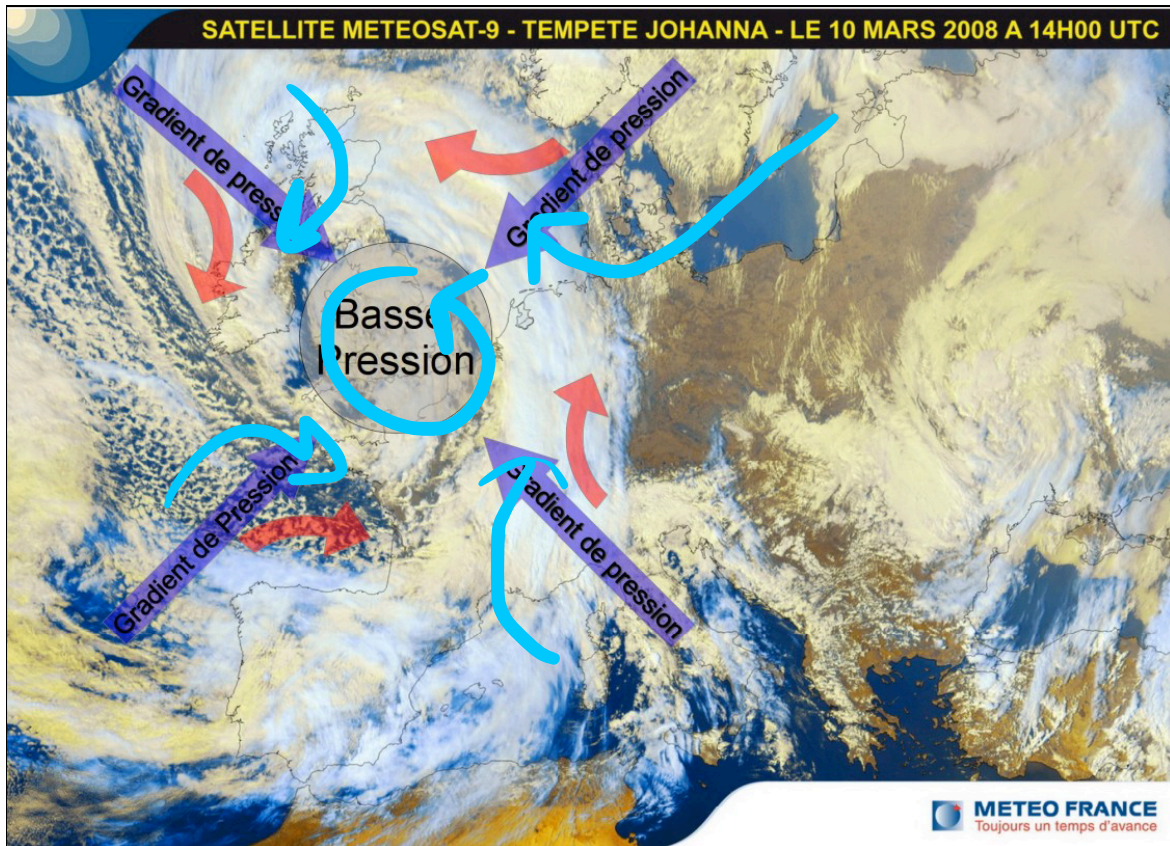 SATELLITE METEOSAT-9 - TEMPETE JOHANNA - LE 10 MARS 2008 A 14H00 UTC
Gradient de pression
Gradient de pression
Basse
Pression
Gradient de Pression
Gradient de pression
METEO FRANCE
Toujours un temps d'avance